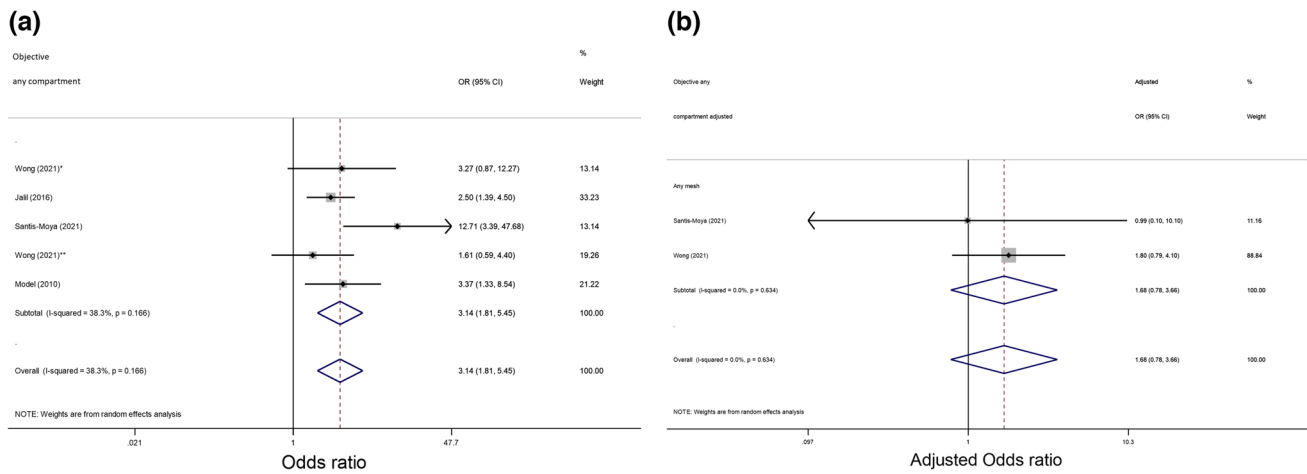 (a)
Objective %
any compartment OR (95% CI) Weight
.
Wong (2021)* 3.27 (0.87, 12.27) 13.14
Jalil (2016) 2.50 (1.39, 4.50) 33.23
Santis-Moya (2021) 12.71 (3.39, 47.68) 13.14
Wong (2021)** 1.61 (0.59, 4.40) 19.26
Model (2010) 3.37 (1.33, 8.54) 21.22
Subtotal (I-squared = 38.3%, p = 0.166) 3.14 (1.81, 5.45) 100.00
.
Overall (I-squared = 38.3%, p = 0.166) 3.14 (1.81, 5.45) 100.00
NOTE: Weights are from random effects analysis
.021 1 47.7
Odds ratio
(b)
Objective any Adjusted %
compartment adjusted OR (95% CI) Weight
Any mesh
Santis-Moya (2021) 0.99 (0.10, 10.10) 11.16
Wong (2021) 1.80 (0.79, 4.10) 88.84
Subtotal (I-squared = 0.0%, p = 0.634) 1.68 (0.78, 3.66) 100.00
.
Overall (I-squared = 0.0%, p = 0.634) 1.68 (0.78, 3.66) 100.00
NOTE: Weights are from random effects analysis
.097 1 10.3
Adjusted Odds ratio